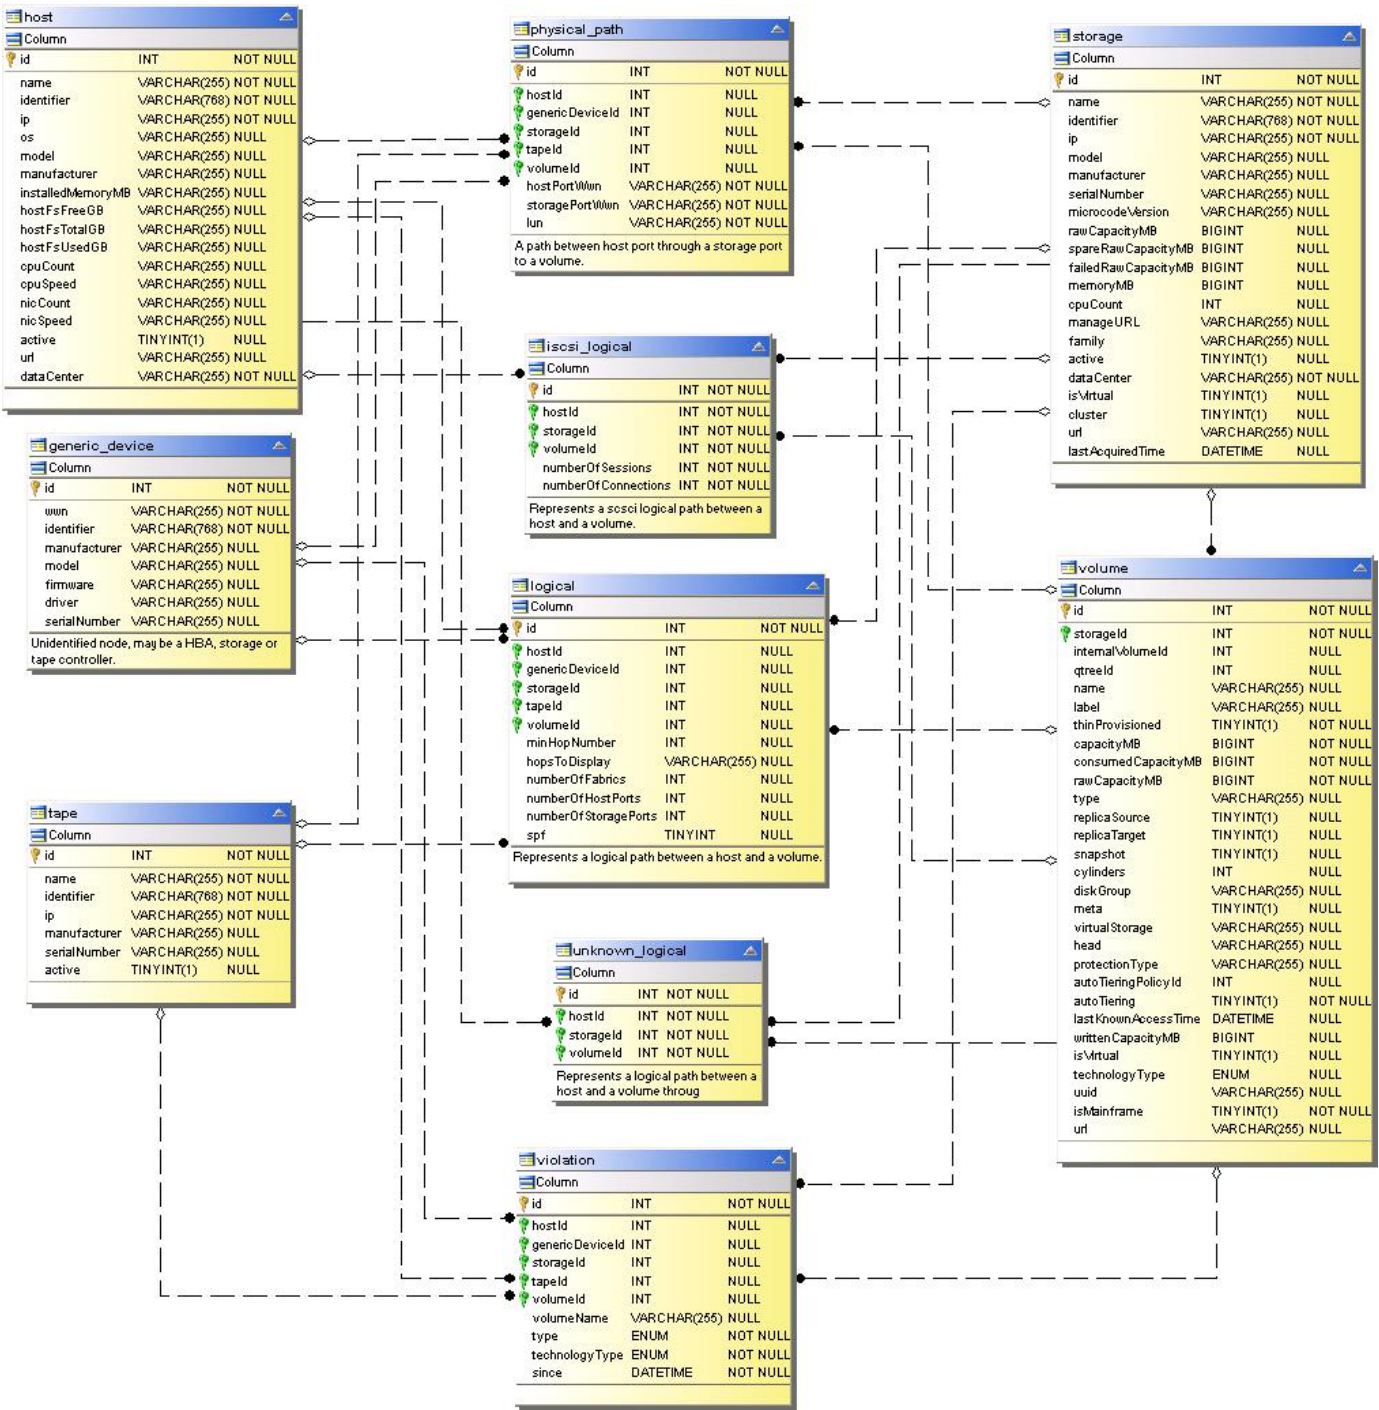 host
Column
id INT NOT NULL
name VARCHAR(255) NOT NULL
identifier VARCHAR(768) NOT NULL
ip VARCHAR(255) NOT NULL
os VARCHAR(255) NULL
model VARCHAR(255) NULL
manufacturer VARCHAR(255) NULL
installedMemoryMB VARCHAR(255) NULL
hostFsFreeGB VARCHAR(255) NULL
hostFsTotalGB VARCHAR(255) NULL
hostFsUsedGB VARCHAR(255) NULL
cpuCount VARCHAR(255) NULL
cpuSpeed VARCHAR(255) NULL
nicCount VARCHAR(255) NULL
nicSpeed VARCHAR(255) NULL
active TINYINT(1) NULL
url VARCHAR(255) NULL
dataCenter VARCHAR(255) NOT NULL
physical_path
Column
id INT NOT NULL
hostId INT NULL
genericDeviceId INT NULL
storageId INT NULL
tapeId INT NULL
volumeId INT NULL
hostPortWwn VARCHAR(255) NOT NULL
storagePortWwn VARCHAR(255) NOT NULL
lun VARCHAR(255) NOT NULL
A path between host port through a storage port
to a volume.
storage
Column
id INT NOT NULL
name VARCHAR(255) NOT NULL
identifier VARCHAR(768) NOT NULL
ip VARCHAR(255) NOT NULL
model VARCHAR(255) NULL
manufacturer VARCHAR(255) NULL
serialNumber VARCHAR(255) NULL
microcodeVersion VARCHAR(255) NULL
rawCapacityMB BIGINT NULL
spareRawCapacityMB BIGINT NULL
failedRawCapacityMB BIGINT NULL
memoryMB BIGINT NULL
cpuCount INT NULL
manageURL VARCHAR(255) NULL
family VARCHAR(255) NULL
active TINYINT(1) NULL
dataCenter VARCHAR(255) NOT NULL
isVirtual TINYINT(1) NULL
cluster TINYINT(1) NULL
url VARCHAR(255) NULL
lastAcquiredTime DATETIME NULL
iscsi_logical
Column
id INT NOT NULL
hostId INT NOT NULL
storageId INT NOT NULL
volumeId INT NOT NULL
numberOfSessions INT NOT NULL
numberOfConnections INT NOT NULL
Represents a scsci logical path between a
host and a volume.
generic_device
Column
id INT NOT NULL
wwn VARCHAR(255) NOT NULL
identifier VARCHAR(768) NOT NULL
manufacturer VARCHAR(255) NULL
model VARCHAR(255) NULL
firmware VARCHAR(255) NULL
driver VARCHAR(255) NULL
serialNumber VARCHAR(255) NULL
Unidentified node, may be a HBA, storage or
tape controller.
logical
Column
id INT NOT NULL
hostId INT NULL
genericDeviceId INT NULL
storageId INT NULL
tapeId INT NULL
volumeId INT NULL
minHopNumber INT NULL
hopsToDisplay VARCHAR(255) NULL
numberOfFabrics INT NULL
numberOfHostPorts INT NULL
numberOfStoragePorts INT NULL
spf TINYINT NULL
Represents a logical path between a host and a volume.
volume
Column
id INT NOT NULL
storageId INT NOT NULL
internalVolumeId INT NULL
qtreeId INT NULL
name VARCHAR(255) NULL
label VARCHAR(255) NULL
thinProvisioned TINYINT(1) NOT NULL
capacityMB BIGINT NOT NULL
consumedCapacityMB BIGINT NOT NULL
rawCapacityMB BIGINT NOT NULL
type VARCHAR(255) NULL
replicaSource TINYINT(1) NULL
replicaTarget TINYINT(1) NULL
snapshot TINYINT(1) NULL
cylinders INT NULL
diskGroup VARCHAR(255) NULL
meta TINYINT(1) NULL
virtualStorage VARCHAR(255) NULL
head VARCHAR(255) NULL
protectionType VARCHAR(255) NULL
autoTieringPolicyId INT NULL
autoTiering TINYINT(1) NOT NULL
lastKnownAccessTime DATETIME NULL
writtenCapacityMB BIGINT NULL
isVirtual TINYINT(1) NULL
technologyType ENUM NULL
uuid VARCHAR(255) NULL
isMainframe TINYINT(1) NOT NULL
url VARCHAR(255) NULL
tape
Column
id INT NOT NULL
name VARCHAR(255) NOT NULL
identifier VARCHAR(768) NOT NULL
ip VARCHAR(255) NOT NULL
manufacturer VARCHAR(255) NULL
serialNumber VARCHAR(255) NULL
active TINYINT(1) NULL
unknown_logical
Column
id INT NOT NULL
hostId INT NOT NULL
storageId INT NOT NULL
volumeId INT NOT NULL
Represents a logical path between a
host and a volume throug
violation
Column
id INT NOT NULL
hostId INT NULL
genericDeviceId INT NULL
storageId INT NULL
tapeId INT NULL
volumeId INT NULL
volumeName VARCHAR(255) NULL
type ENUM NOT NULL
technologyType ENUM NOT NULL
since DATETIME NOT NULL